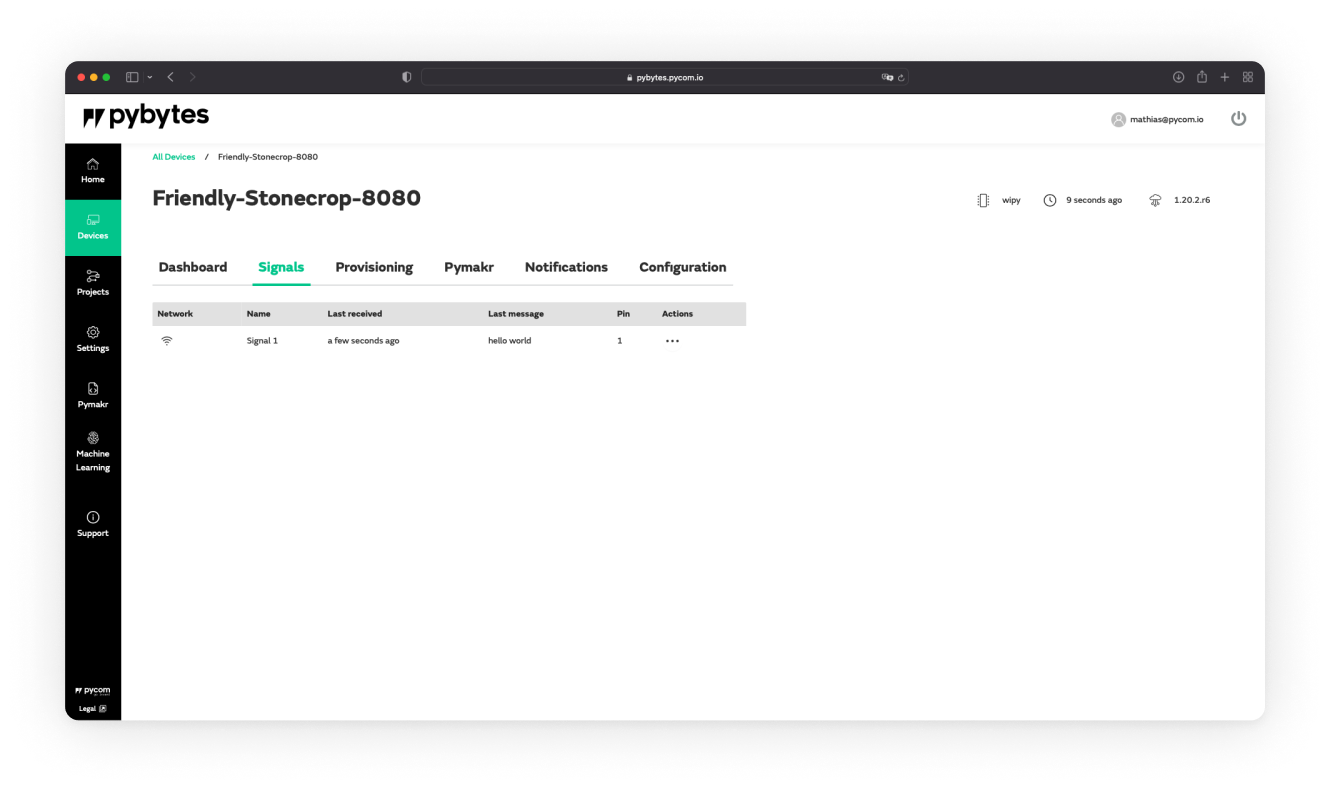 pybytes.pycom.io
pybytes
mathias@pycom.io
Home
Devices
Projects
Settings
Pymakr
Machine
Learning
Support
pycom
Legal
All Devices / Friendly-Stonecrop-8080
Friendly-Stonecrop-8080
wipy 9 seconds ago 1.20.2.r6
Dashboard Signals Provisioning Pymakr Notifications Configuration
Network Name Last received Last message Pin Actions
Signal 1 a few seconds ago hello world 1